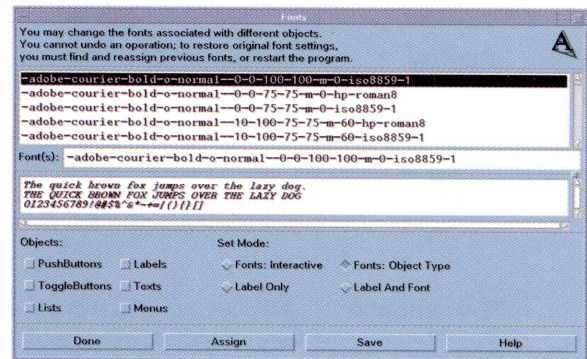 Fonts
You may change the fonts associated with different objects.
You cannot undo an operation; to restore original font settings,
you must find and reassign previous fonts, or restart the program.
A
-adobe-courier-bold-o-normal--0-0-100-100-m-0-iso8859-1
-adobe-courier-bold-o-normal--0-0-75-75-m-0-hp-roman8
-adobe-courier-bold-o-normal--0-0-75-75-m-0-iso8859-1
-adobe-courier-bold-o-normal--10-100-75-75-m-60-hp-roman8
-adobe-courier-bold-o-normal--10-100-75-75-m-60-iso8859-1
Font(s): -adobe-courier-bold-o-normal--0-0-100-100-m-0-iso8859-1
The quick brown fox jumps over the lazy dog.
THE QUICK BROWN FOX JUMPS OVER THE LAZY DOG
0123456789!@#$%^&*-+=/(){}[]
Objects: Set Mode:
PushButtons Labels Fonts: Interactive Fonts: Object Type
ToggleButtons Texts Label Only Label And Font
Lists Menus
Done Assign Save Help